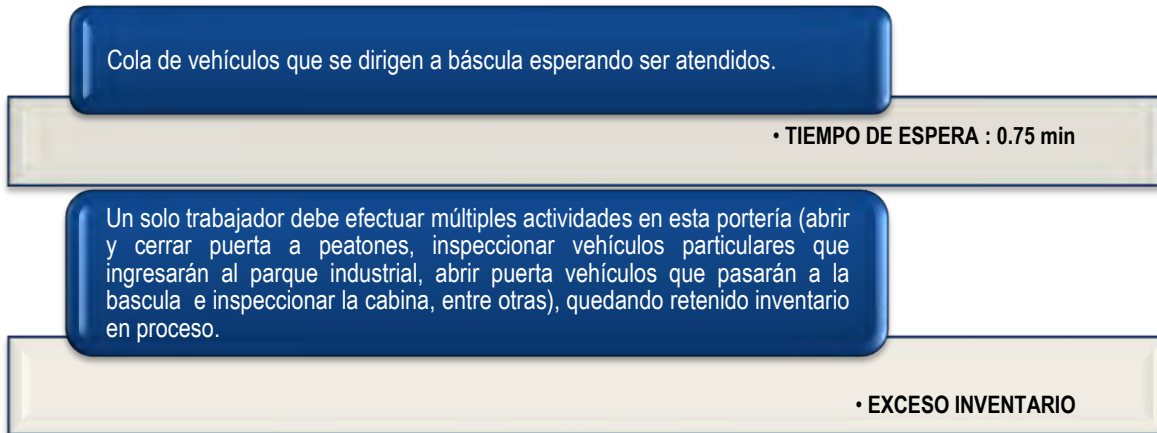 Cola de vehículos que se dirigen a báscula esperando ser atendidos.
• TIEMPO DE ESPERA : 0.75 min
Un solo trabajador debe efectuar múltiples actividades en esta portería (abrir
y cerrar puerta a peatones, inspeccionar vehículos particulares que
ingresarán al parque industrial, abrir puerta vehículos que pasarán a la
bascula e inspeccionar la cabina, entre otras), quedando retenido inventario
en proceso.
• EXCESO INVENTARIO